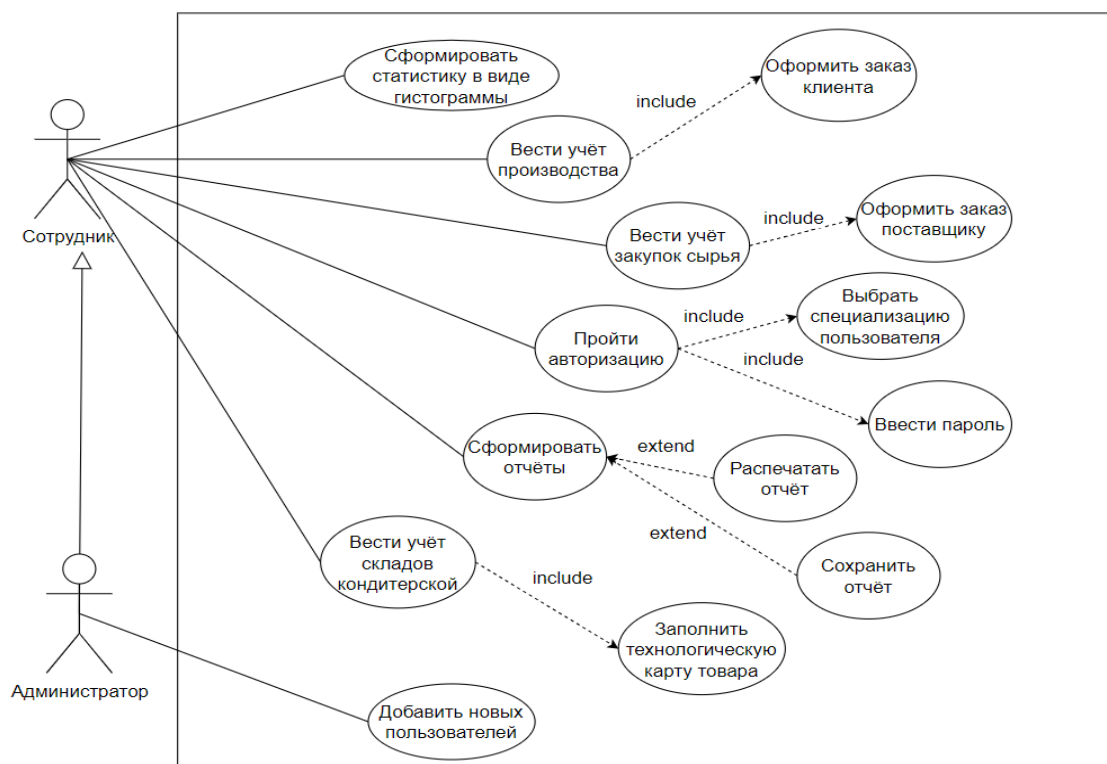 Сформировать
статистику в виде
гистограммы
Оформить заказ
клиента
include
Вести учёт
производства
Сотрудник
Вести учёт
закупок сырья
include
Оформить заказ
поставщику
Пройти
авторизацию
include
Выбрать
специализацию
пользователя
include
Ввести пароль
Сформировать
отчёты
extend
Распечатать
отчёт
extend
Сохранить
отчёт
Вести учёт
складов
кондитерской
include
Заполнить
технологическую
карту товара
Администратор
Добавить новых
пользователей